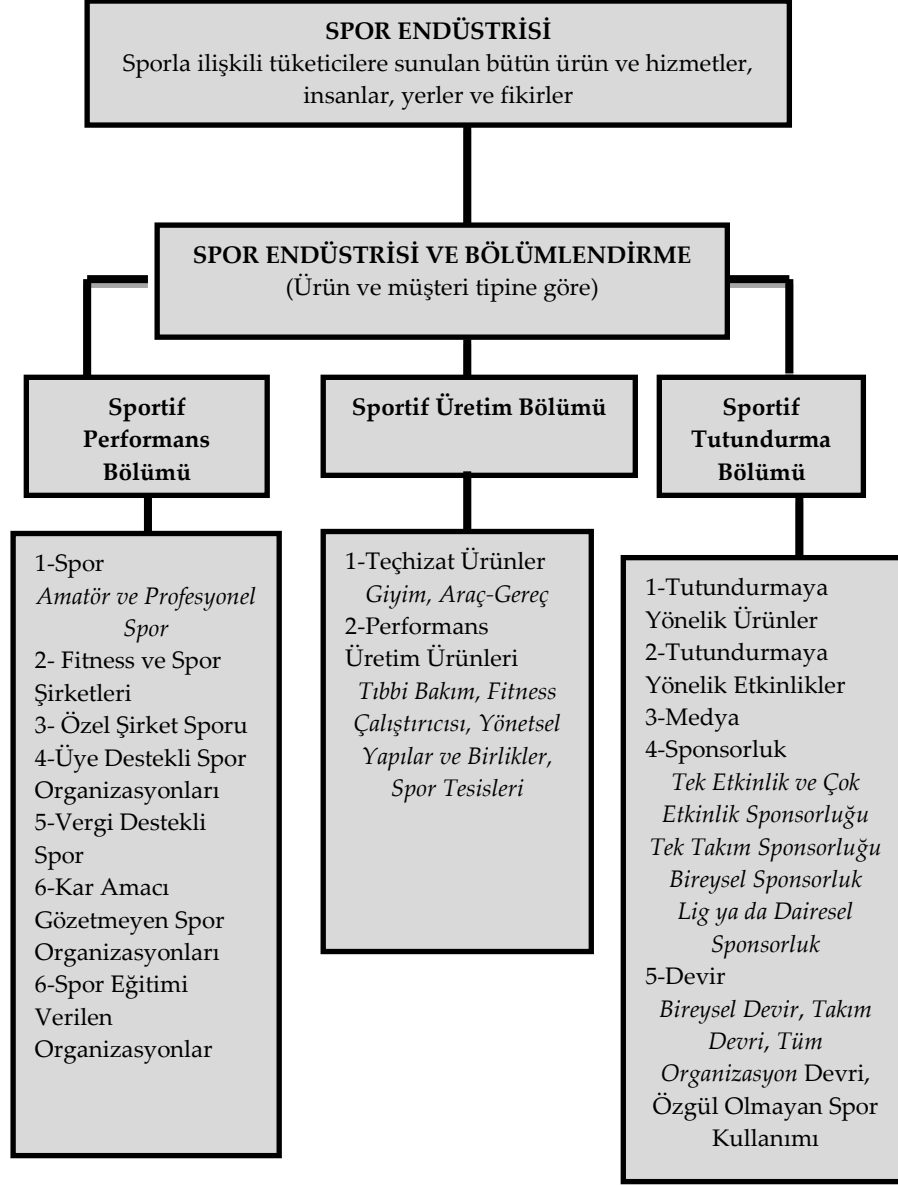 SPOR ENDÜSTRİSİ
Sporla ilişkili tüketicilere sunulan bütün ürün ve hizmetler,
insanlar, yerler ve fikirler
SPOR ENDÜSTRİSİ VE BÖLÜMLENDİRME
(Ürün ve müşteri tipine göre)
Sportif
Performans
Bölümü
1-Spor
Amatör ve Profesyonel
Spor
2- Fitness ve Spor
Şirketleri
3- Özel Şirket Sporu
4-Üye Destekli Spor
Organizasyonları
5-Vergi Destekli
Spor
6-Kar Amacı
Gözetmeyen Spor
Organizasyonları
6-Spor Eğitimi
Verilen
Organizasyonlar
Sportif Üretim Bölümü
1-Teçhizat Ürünler
Giyim, Araç-Gereç
2-Performans
Üretim Ürünleri
Tıbbi Bakım, Fitness
Çalıştırıcısı, Yönetsel
Yapılar ve Birlikler,
Spor Tesisleri
Sportif
Tutundurma
Bölümü
1-Tutundurmaya
Yönelik Ürünler
2-Tutundurmaya
Yönelik Etkinlikler
3-Medya
4-Sponsorluk
Tek Etkinlik ve Çok
Etkinlik Sponsorluğu
Tek Takım Sponsorluğu
Bireysel Sponsorluk
Lig ya da Dairesel
Sponsorluk
5-Devir
Bireysel Devir, Takım
Devri, Tüm
Organizasyon Devri,
Özgül Olmayan Spor
Kullanımı